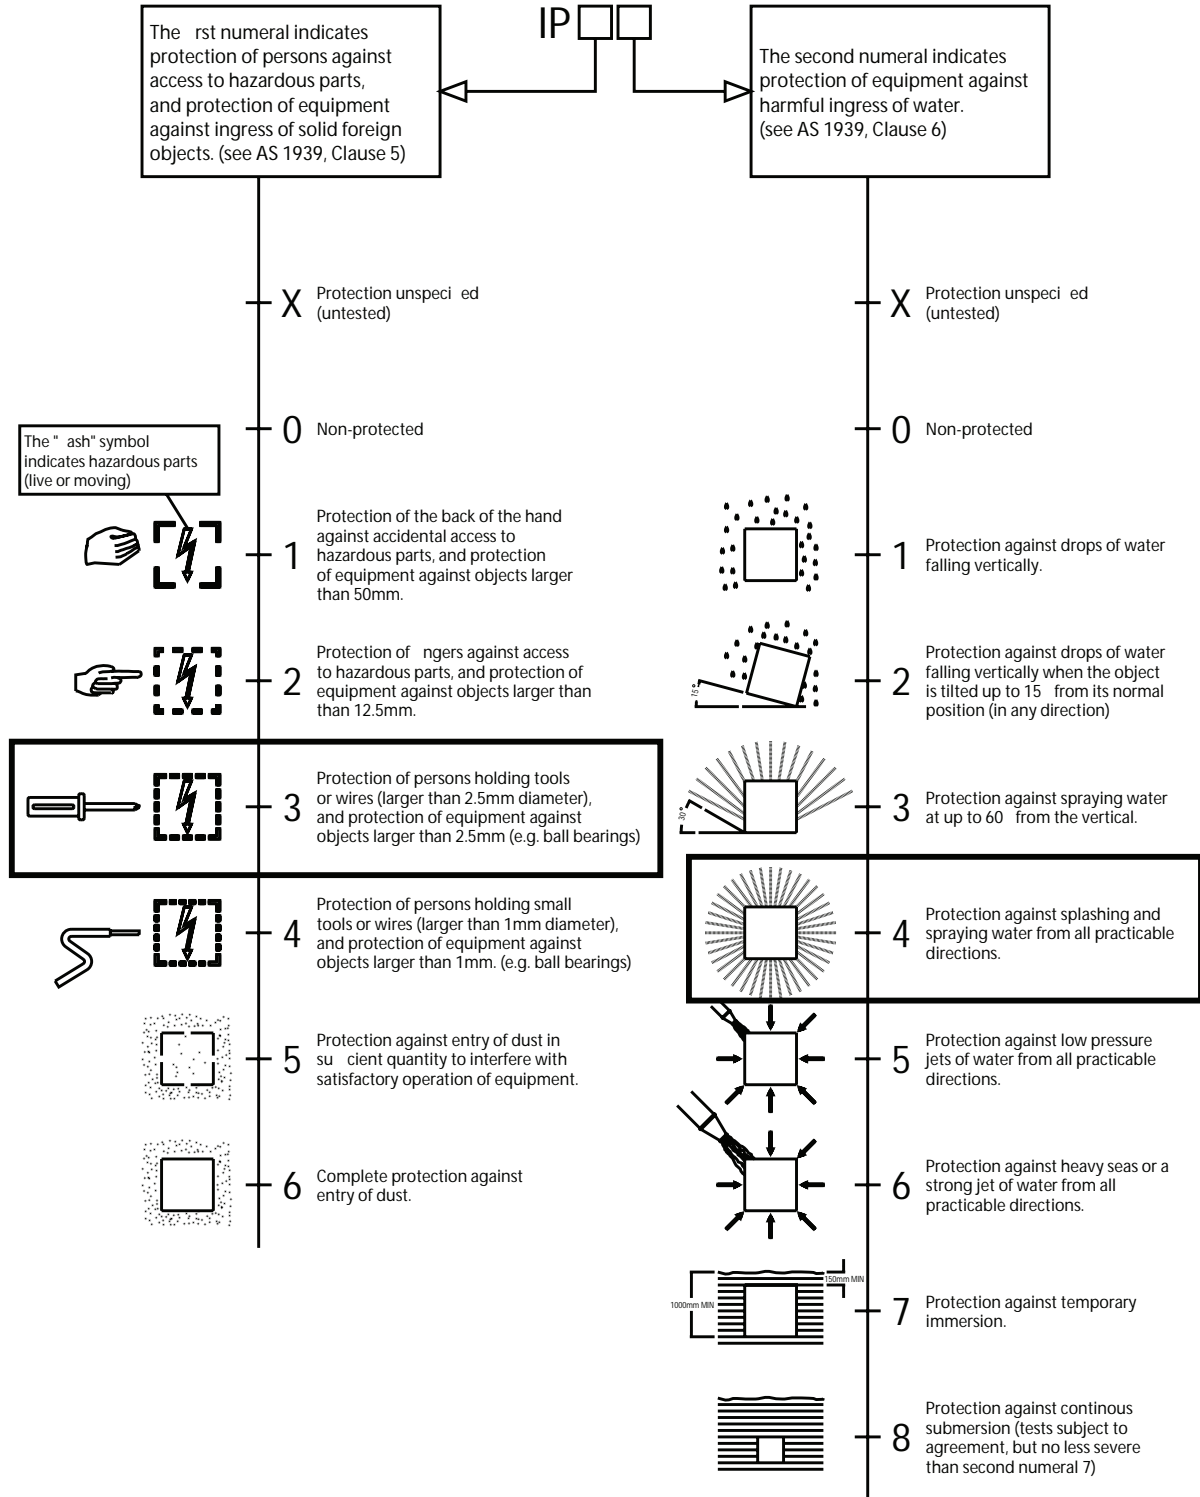 IP
The rst numeral indicates
protection of persons against
access to hazardous parts,
and protection of equipment
against ingress of solid foreign
objects. (see AS 1939, Clause 5)
X
Protection unspeci ed
(untested)
0
Non-protected
The " ash" symbol
indicates hazardous parts
(live or moving)
1
Protection of the back of the hand
against accidental access to
hazardous parts, and protection
of equipment against objects larger
than 50mm.
2
Protection of ngers against access
to hazardous parts, and protection of
equipment against objects larger than
than 12.5mm.
3
Protection of persons holding tools
or wires (larger than 2.5mm diameter),
and protection of equipment against
objects larger than 2.5mm (e.g. ball bearings)
4
Protection of persons holding small
tools or wires (larger than 1mm diameter),
and protection of equipment against
objects larger than 1mm. (e.g. ball bearings)
5
Protection against entry of dust in
su cient quantity to interfere with
satisfactory operation of equipment.
6
Complete protection against
entry of dust.
The second numeral indicates
protection of equipment against
harmful ingress of water.
(see AS 1939, Clause 6)
X
Protection unspeci ed
(untested)
0
Non-protected
1
Protection against drops of water
falling vertically.
15°
2
Protection against drops of water
falling vertically when the object
is tilted up to 15 from its normal
position (in any direction)
30°
3
Protection against spraying water
at up to 60 from the vertical.
4
Protection against splashing and
spraying water from all practicable
directions.
5
Protection against low pressure
jets of water from all practicable
directions.
6
Protection against heavy seas or a
strong jet of water from all
practicable directions.
150mm MIN
1000mm MIN
7
Protection against temporary
immersion.
8
Protection against continous
submersion (tests subject to
agreement, but no less severe
than second numeral 7)